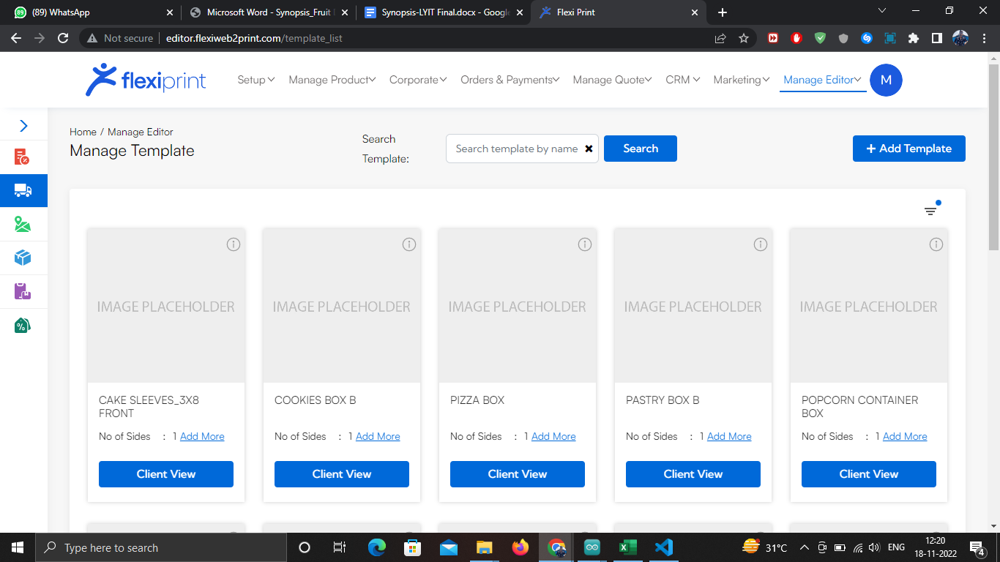 (89) WhatsApp
Microsoft Word - Synopsis_Fruit
Synopsis-LYIT Final.docx - Google
Flexi Print
Not secure
editor.flexiweb2print.com/template_list
flexiprint
Setup
Manage Product
Corporate
Orders & Payments
Manage Quote
CRM
Marketing
Manage Editor
M
Home / Manage Editor
Manage Template
Search
Template:
Search template by name
Search
Add Template
IMAGE PLACEHOLDER
IMAGE PLACEHOLDER
IMAGE PLACEHOLDER
IMAGE PLACEHOLDER
IMAGE PLACEHOLDER
CAKE SLEEVES_3X8
FRONT
No of Sides : 1 Add More
Client View
COOKIES BOX B
No of Sides : 1 Add More
Client View
PIZZA BOX
No of Sides : 1 Add More
Client View
PASTRY BOX B
No of Sides : 1 Add More
Client View
POPCORN CONTAINER
BOX
No of Sides : 1 Add More
Client View
Type here to search
31°C
ENG
12:20
18-11-2022
4